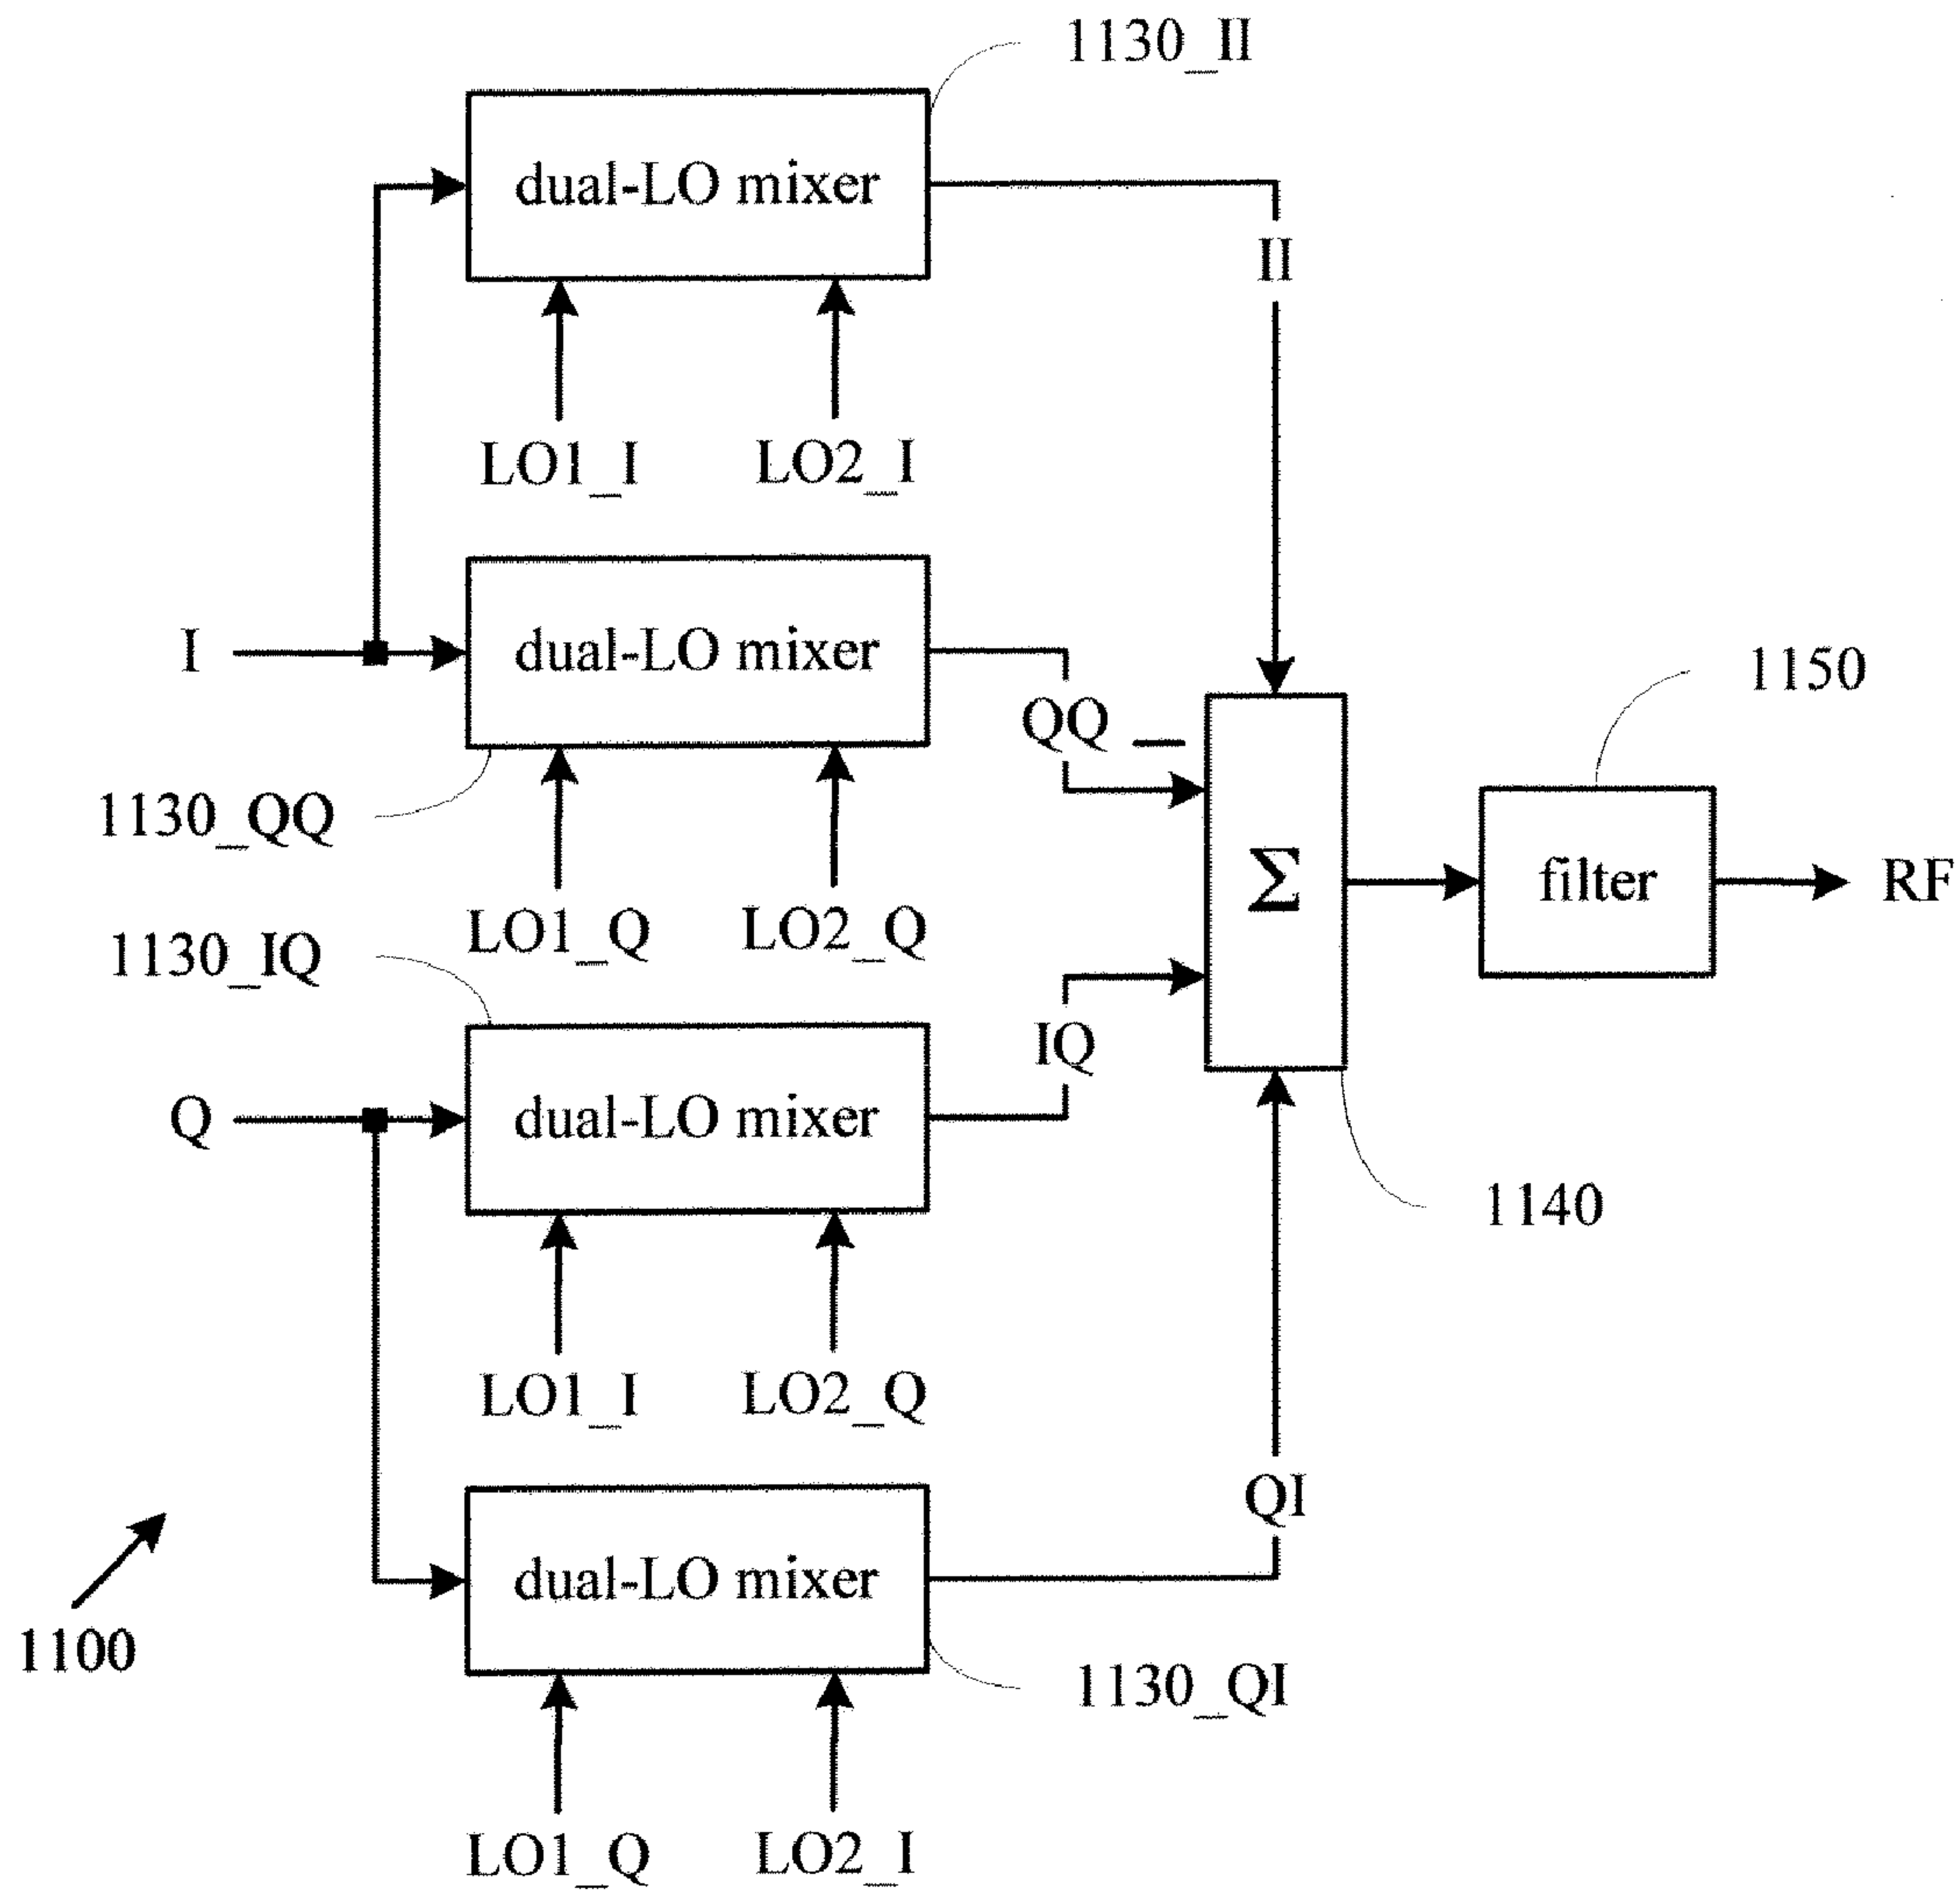 1130_II
dual-LO mixer
II
LO1_I
LO2_I
I
dual-LO mixer
QQ
1150
1130_QQ
Σ
filter
RF
LO1_Q
LO2_Q
1130_IQ
IQ
Q
dual-LO mixer
1140
LO1_I
LO2_Q
QI
dual-LO mixer
1100
1130_QI
LO1_Q
LO2_I